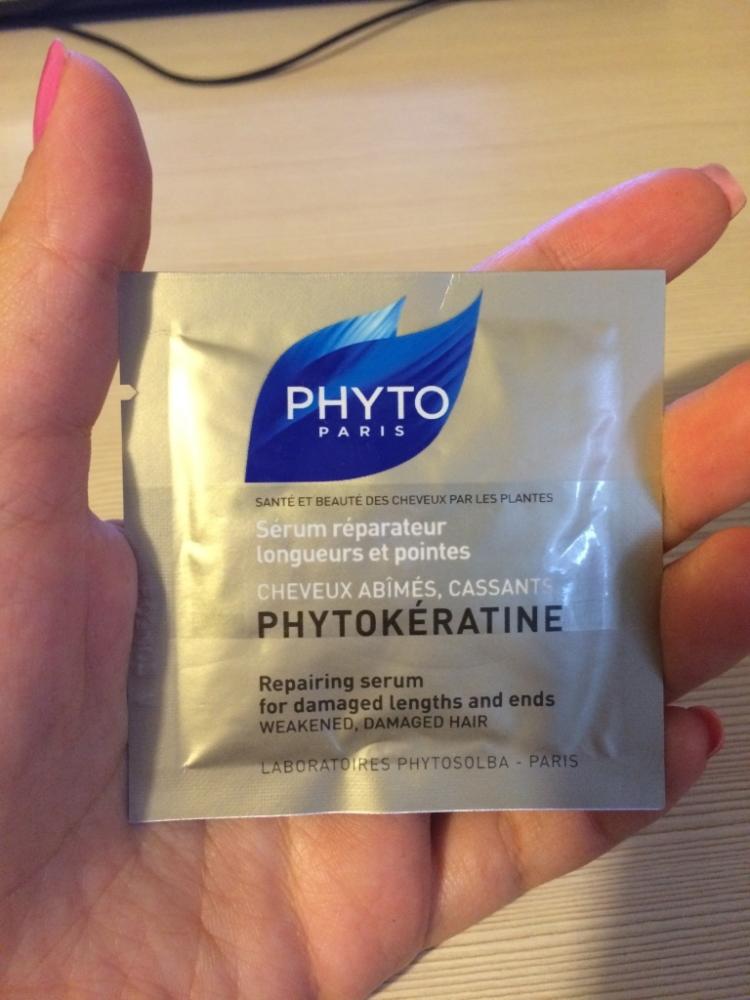 PHYTO
PARIS
SANTÉ ET BEAUTÉ DES CHEVEUX PAR LES PLANTES
Sérum réparateur
longueurs et pointes
CHEVEUX ABÎMÉS, CASSANTS
PHYTOKÉRATINE
Repairing serum
for damaged lengths and ends
WEAKENED, DAMAGED HAIR
LABORATOIRES PHYTOSOLBA - PARIS